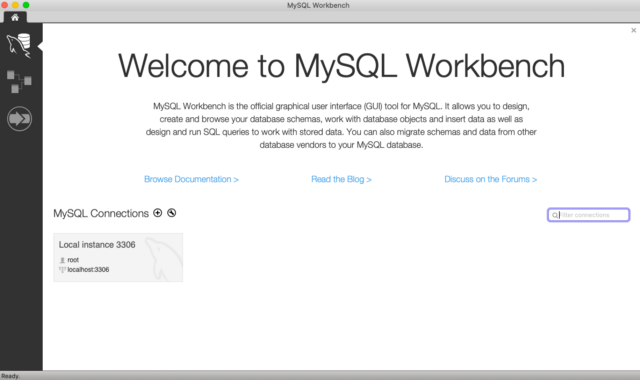 MySQL Workbench
Welcome to MySQL Workbench
MySQL Workbench is the official graphical user interface (GUI) tool for MySQL. It allows you to design,
create and browse your database schemas, work with database objects and insert data as well as
design and run SQL queries to work with stored data. You can also migrate schemas and data from other
database vendors to your MySQL database.
Browse Documentation > Read the Blog > Discuss on the Forums >
MySQL Connections
Filter connections
Local instance 3306
root
localhost:3306
Ready.